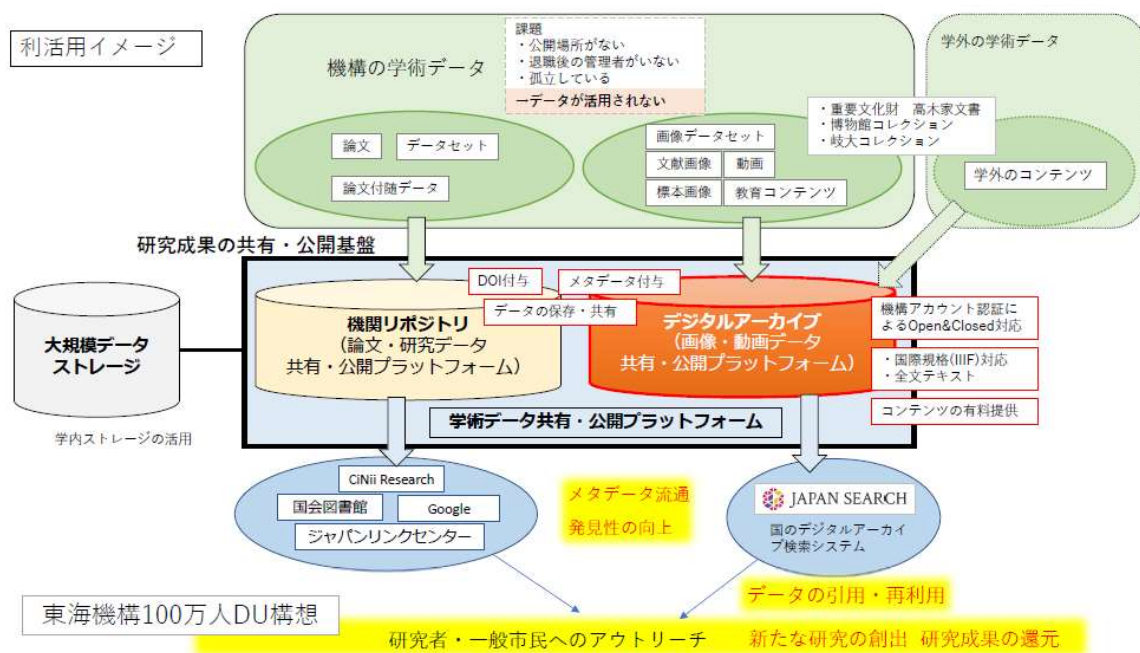 利活用イメージ
課題
・公開場所がない
・退職後の管理者がいない
・孤立している
→データが活用されない
機構の学術データ
学外の学術データ
・重要文化財 高木家文書
・博物館コレクション
・岐大コレクション
論文
データセット
論文付随データ
画像データセット
文献画像
動画
標本画像
教育コンテンツ
学外のコンテンツ
研究成果の共有・公開基盤
DOI付与
メタデータ付与
データの保存・共有
大規模データ
ストレージ
学内ストレージの活用
機関リポジトリ
（論文・研究データ
共有・公開プラットフォーム）
デジタルアーカイブ
（画像・動画データ
共有・公開プラットフォーム）
機構アカウント認証に
よるOpen&Closed対応
・国際規格(IIIF)対応
・全文テキスト
コンテンツの有料提供
学術データ共有・公開プラットフォーム
CiNii Research
国会図書館
Google
ジャパンリンクセンター
メタデータ流通
発見性の向上
JAPAN SEARCH
国のデジタルアーカイ
ブ検索システム
データの引用・再利用
東海機構100万人DU構想
研究者・一般市民へのアウトリーチ
新たな研究の創出 研究成果の還元